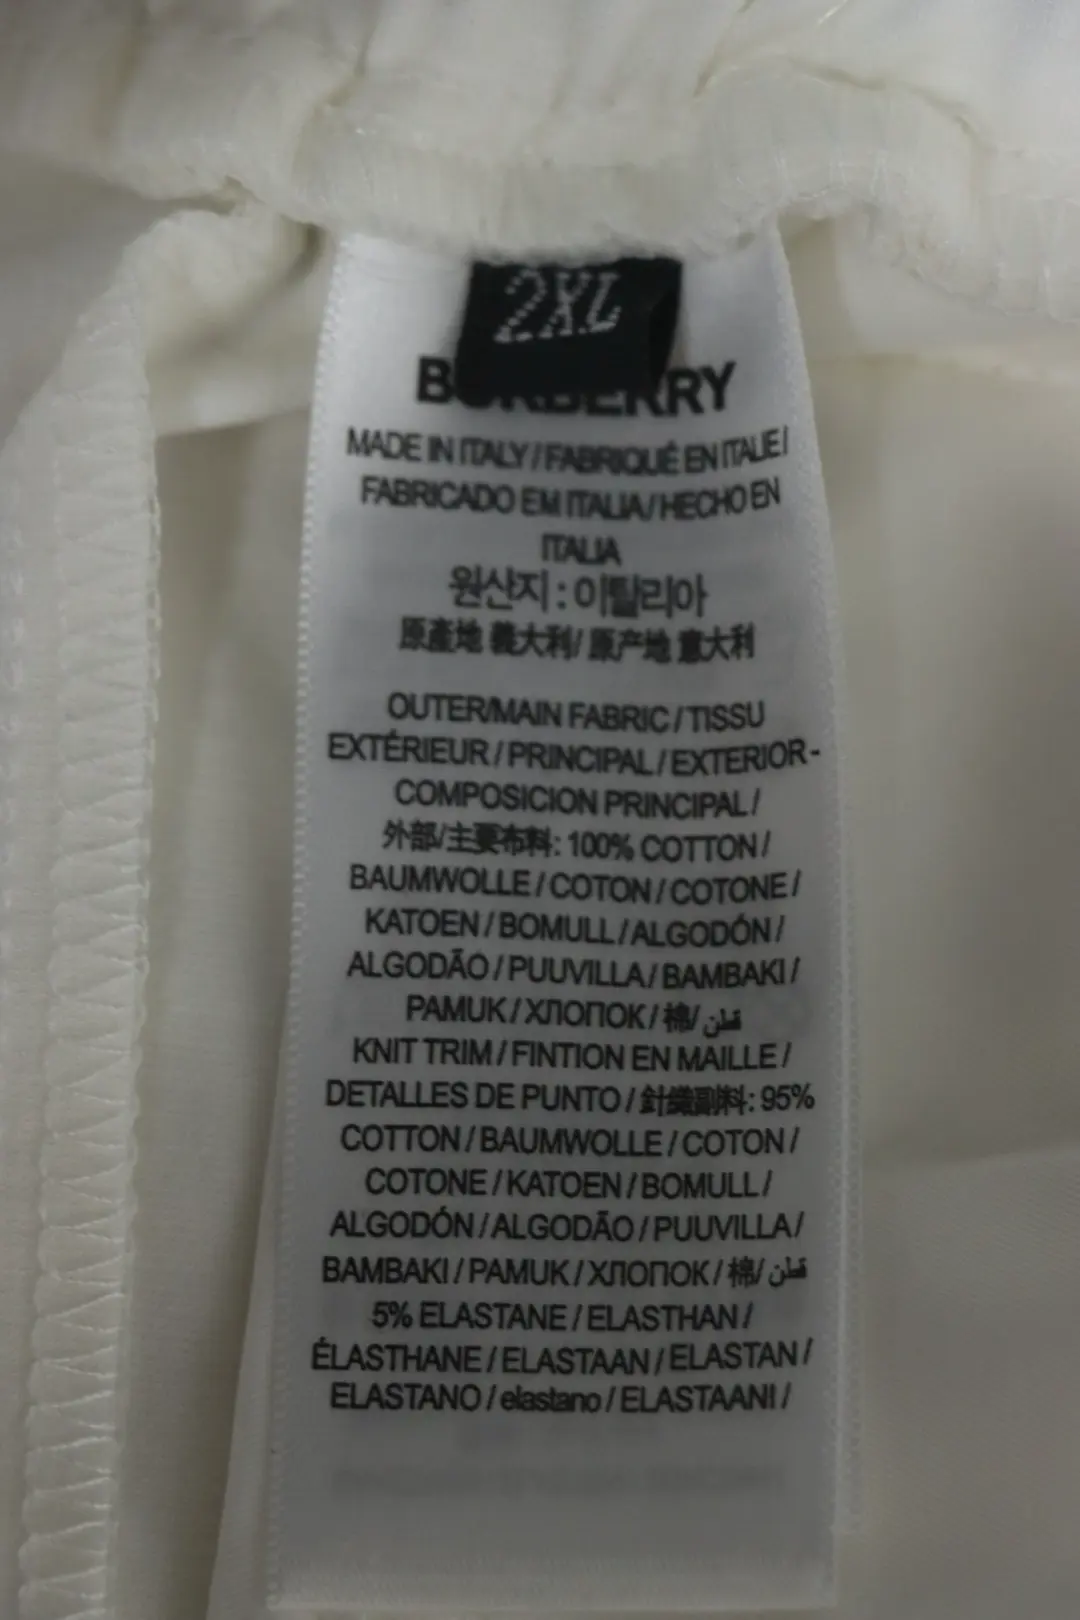 2XL
BURBERRY
MADE IN ITALY / FABRIQUÉ EN ITALIE /
FABRICADO EM ITALIA / HECHO EN
ITALIA
원산지 : 이탈리아
原產地 義大利/ 原产地 意大利
OUTER/MAIN FABRIC / TISSU
EXTÉRIEUR / PRINCIPAL / EXTERIOR -
COMPOSICION PRINCIPAL /
外部/主要布料: 100% COTTON /
BAUMWOLLE / COTON / COTONE /
KATOEN / BOMULL / ALGODÓN /
ALGODÃO / PUUVILLA / BAMBAKI /
PAMUK / ХЛОПОК / 棉/ قطن
KNIT TRIM / FINTION EN MAILLE /
DETALLES DE PUNTO / 針織副料: 95%
COTTON / BAUMWOLLE / COTON /
COTONE / KATOEN / BOMULL /
ALGODÓN / ALGODÃO / PUUVILLA /
BAMBAKI / PAMUK / ХЛОПОК / 棉/ قطن
5% ELASTANE / ELASTHAN /
ÉLASTHANE / ELASTAAN / ELASTAN /
ELASTANO / elastano / ELASTAANI /